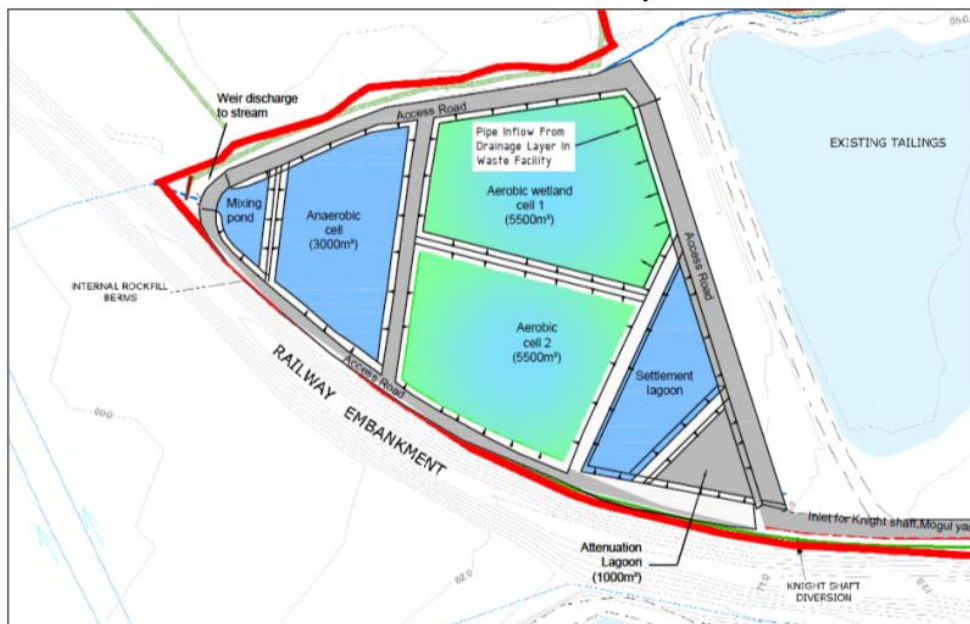 Weir discharge
to stream
Access Road
Pipe Inflow From
Drainage Layer In
Waste Facility
EXISTING TAILINGS
Mixing
pond
Anaerobic
cell
(3000m²)
Aerobic wetland
cell 1
(5500m²)
Access Road
INTERNAL ROCKFILL
BERMS
Aerobic
cell 2
(5500m²)
Settlement
lagoon
Access Road
RAILWAY EMBANKMENT
Inlet for Knight shaft,Mogul ya
Attenuation
Lagoon
(1000m²)
KNIGHT SHAFT
DIVERSION